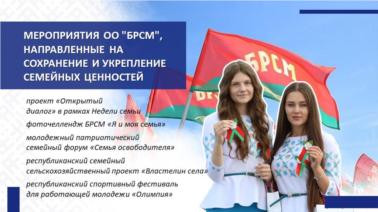 МЕРОПРИЯТИЯ ОО "БРСМ",
НАПРАВЛЕННЫЕ НА
СОХРАНЕНИЕ И УКРЕПЛЕНИЕ
СЕМЕЙНЫХ ЦЕННОСТЕЙ
БРСМ
проект «Открытый
диалог» в рамках Недели семьи
фоточеллендж БРСМ «Я и моя семья»
молодежный патриотический
семейный форум «Семья освободителя»
республиканский семейный
сельскохозяйственный проект «Властелин села»
республиканский спортивный фестиваль
для работающей молодежи «Олимпия»